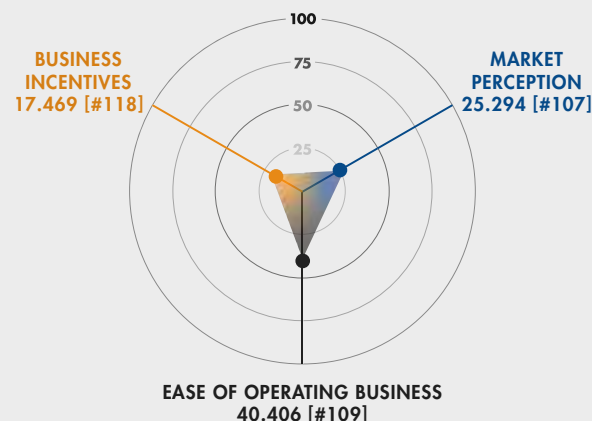 100
75
50
25
BUSINESS
INCENTIVES
17.469 [#118]
MARKET
PERCEPTION
25.294 [#107]
EASE OF OPERATING BUSINESS
40.406 [#109]